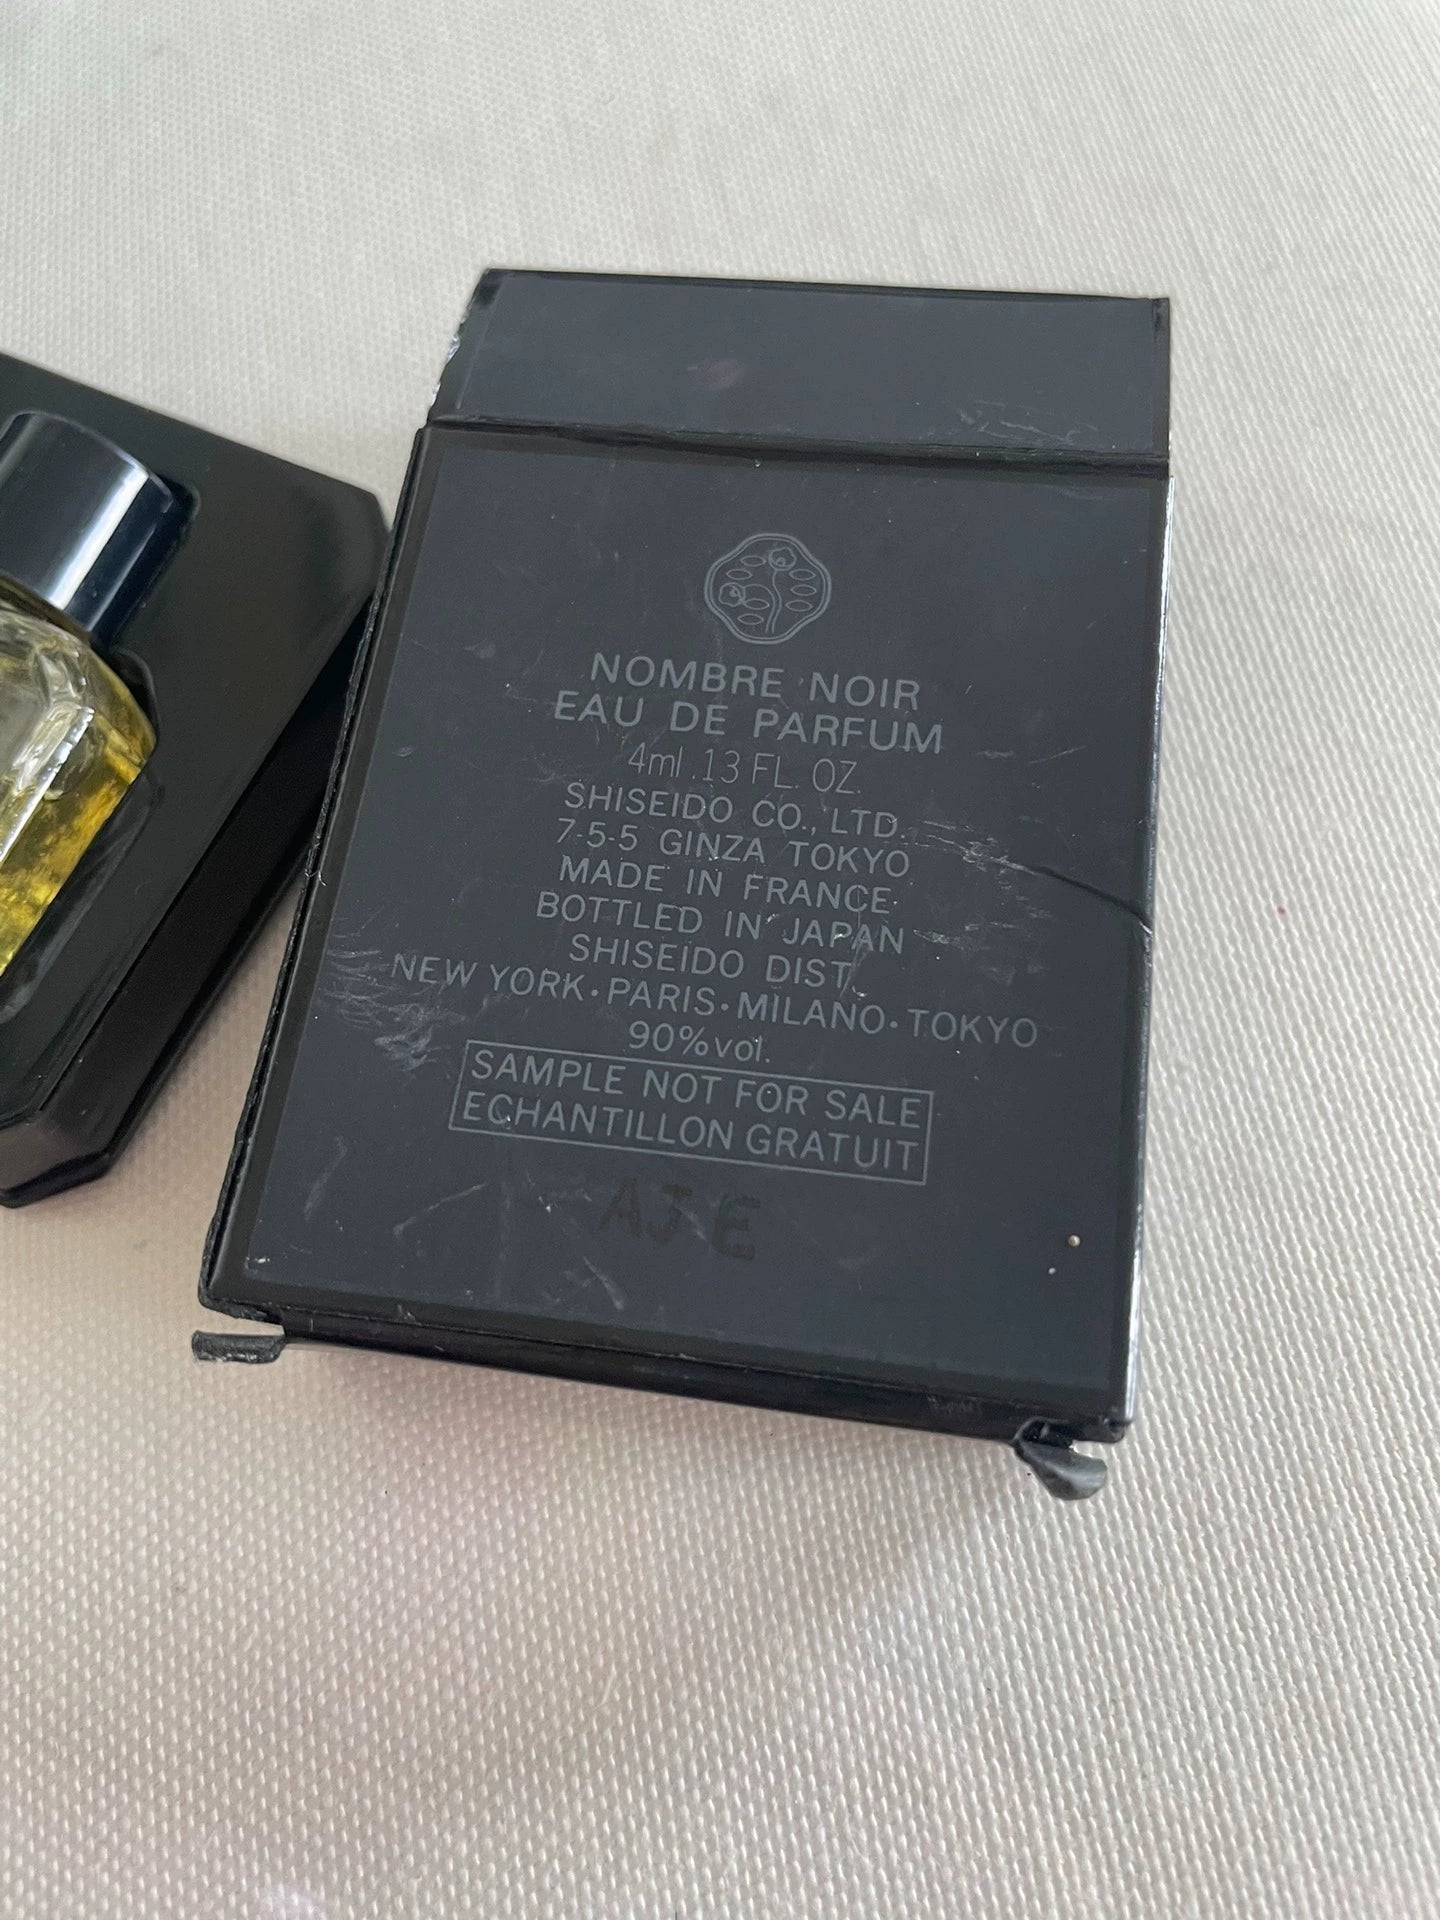 NOMBRE NOIR
EAU DE PARFUM
4ml .13 FL. OZ.
SHISEIDO CO., LTD.
7-5-5 GINZA TOKYO
MADE IN FRANCE
BOTTLED IN JAPAN
SHISEIDO DIST.
NEW YORK·PARIS·MILANO·TOKYO
90%vol.
SAMPLE NOT FOR SALE
ECHANTILLON GRATUIT
AJ E